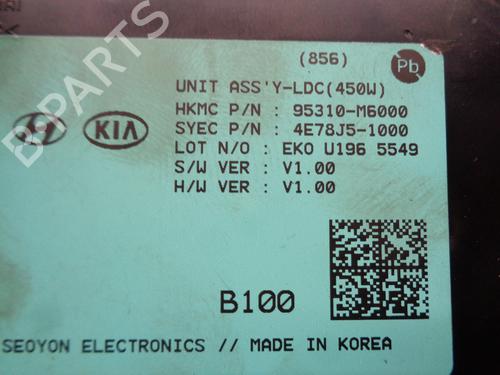 (856)
Pb
UNIT ASS'Y-LDC(450W)
HKMC P/N : 95310-M6000
SYEC P/N : 4E78J5-1000
LOT N/O : EKO U196 5549
S/W VER : V1.00
H/W VER : V1.00
KIA
B100
SEOYON ELECTRONICS // MADE IN KOREA
B-PARTS